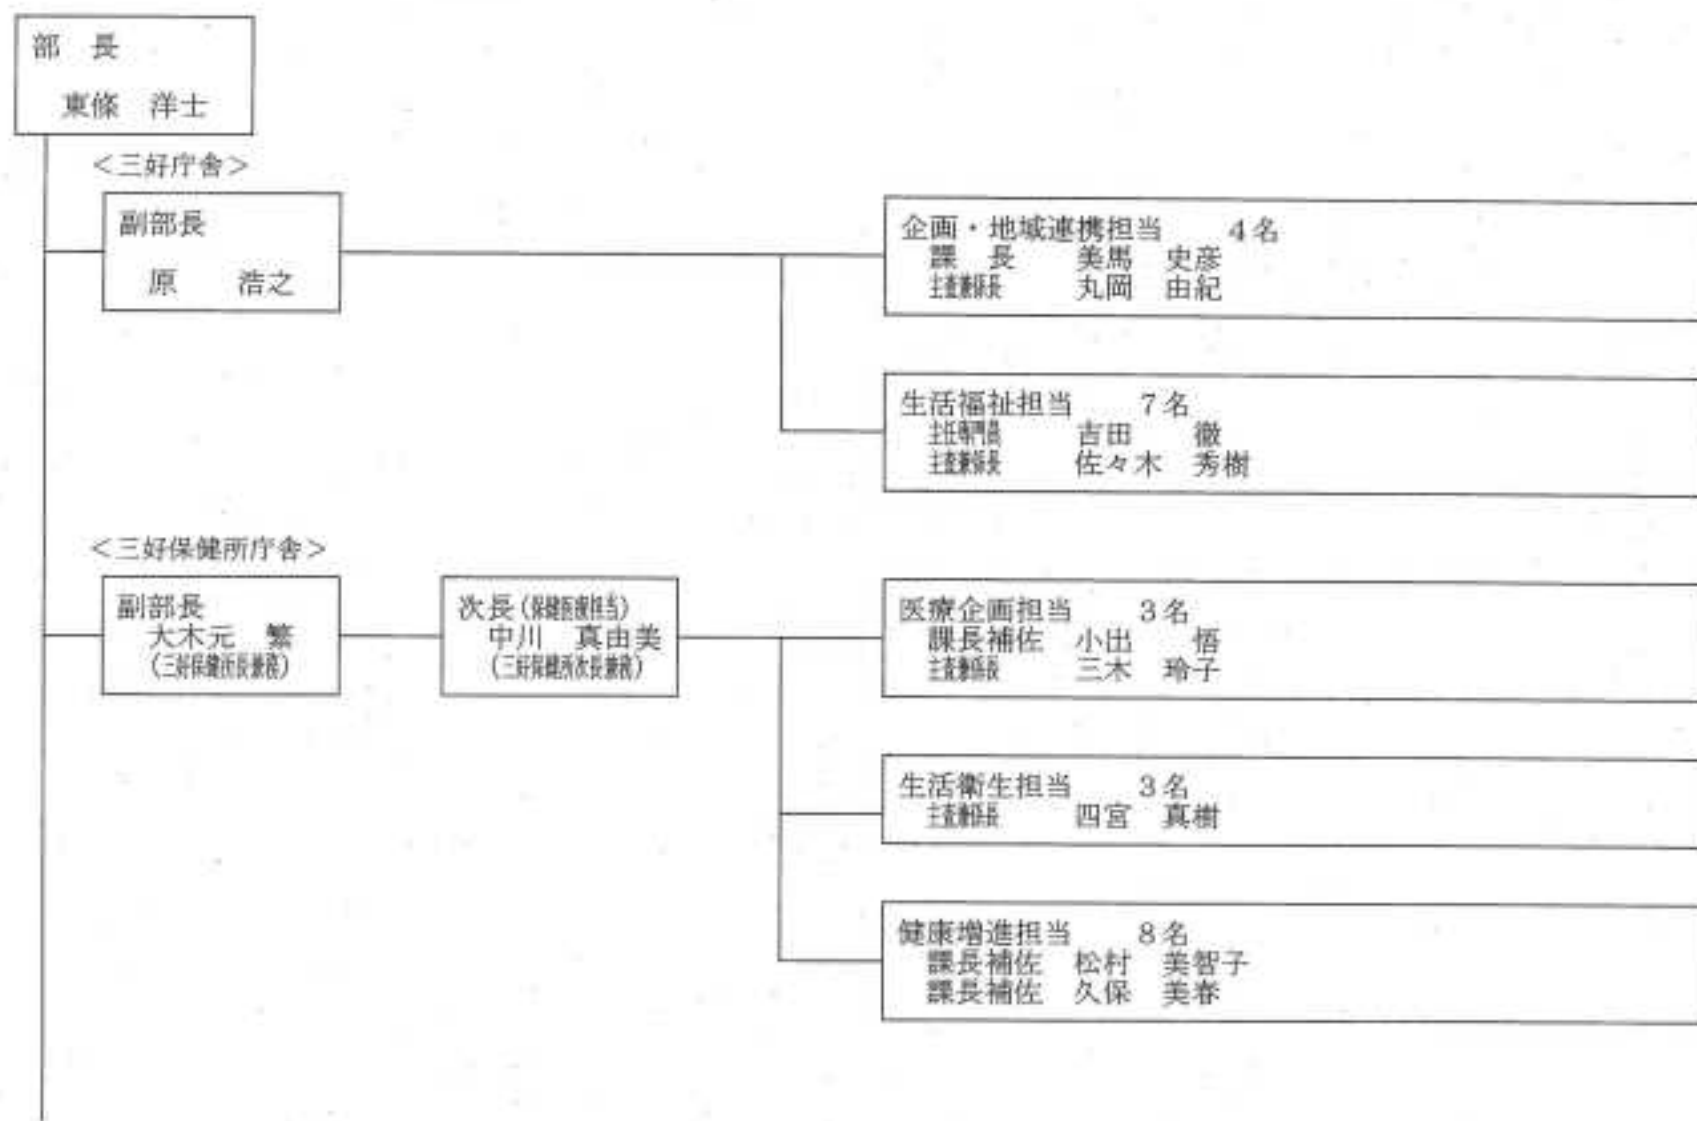 部 長
東條 洋士
<三好庁舎>
副部長
原 浩之
企画・地域連携担当 4名
課 長 美馬 史彦
主査兼係長 丸岡 由紀
生活福祉担当 7名
主任専門員 吉田 徹
主査兼係長 佐々木 秀樹
<三好保健所庁舎>
副部長
大木元 繁
(三好保健所長兼務)
次長(保健医療担当)
中川 真由美
(三好保健所次長兼務)
医療企画担当 3名
課長補佐 小出 悟
主査兼係長 三木 玲子
生活衛生担当 3名
主査兼係長 四宮 真樹
健康増進担当 8名
課長補佐 松村 美智子
課長補佐 久保 美春